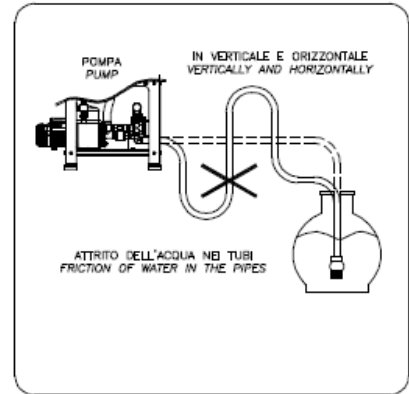 POMPA
PUMP
IN VERTICALE E ORIZZONTALE
VERTICALLY AND HORIZONTALLY
ATTRITO DELL'ACQUA NEI TUBI
FRICTION OF WATER IN THE PIPES